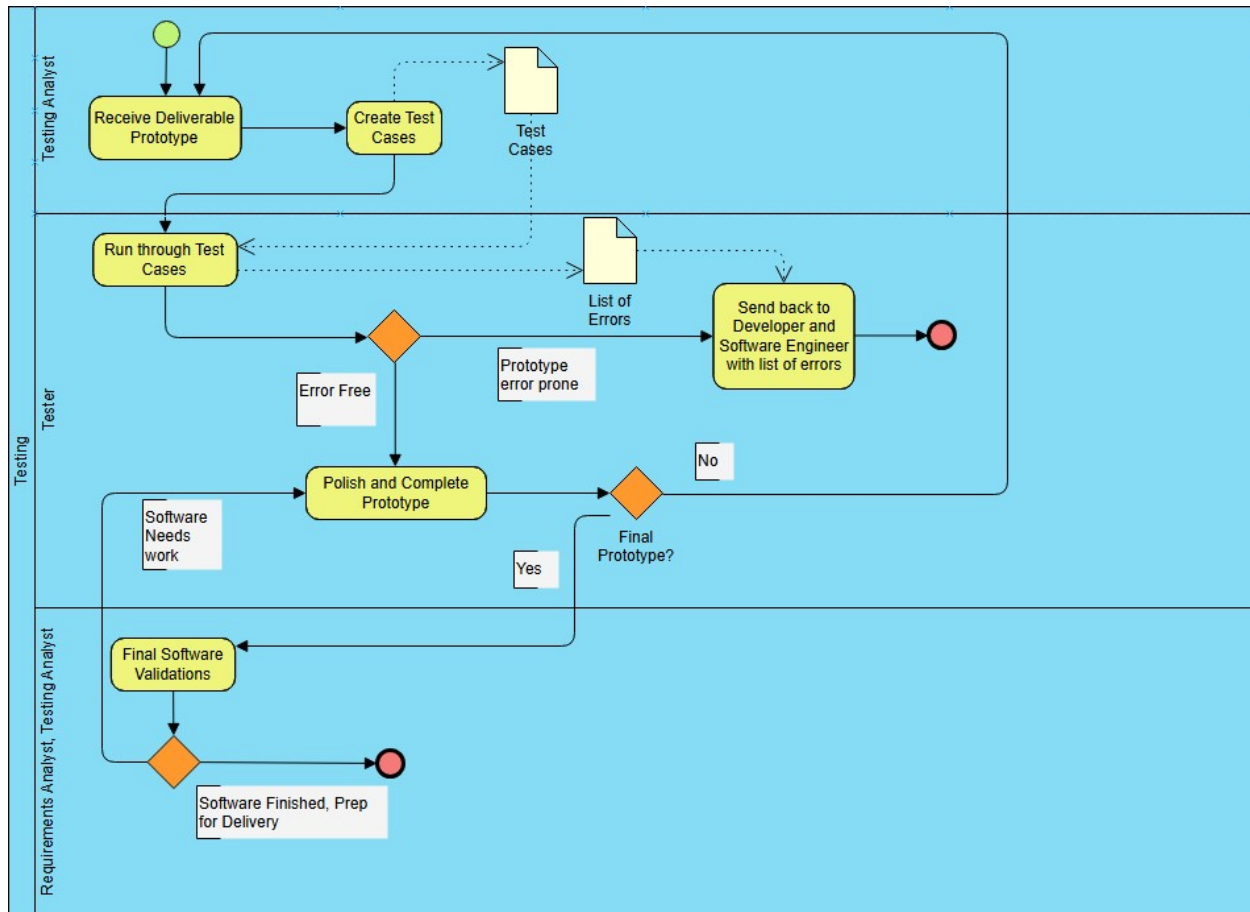 Testing
Testing Analyst
Receive Deliverable
Prototype
Create Test
Cases
Test
Cases
Tester
Run through Test
Cases
List of
Errors
Send back to
Developer and
Software Engineer
with list of errors
Prototype
error prone
Error Free
Polish and Complete
Prototype
No
Final
Prototype?
Software
Needs
work
Yes
Requirements Analyst, Testing Analyst
Final Software
Validations
Software Finished, Prep
for Delivery